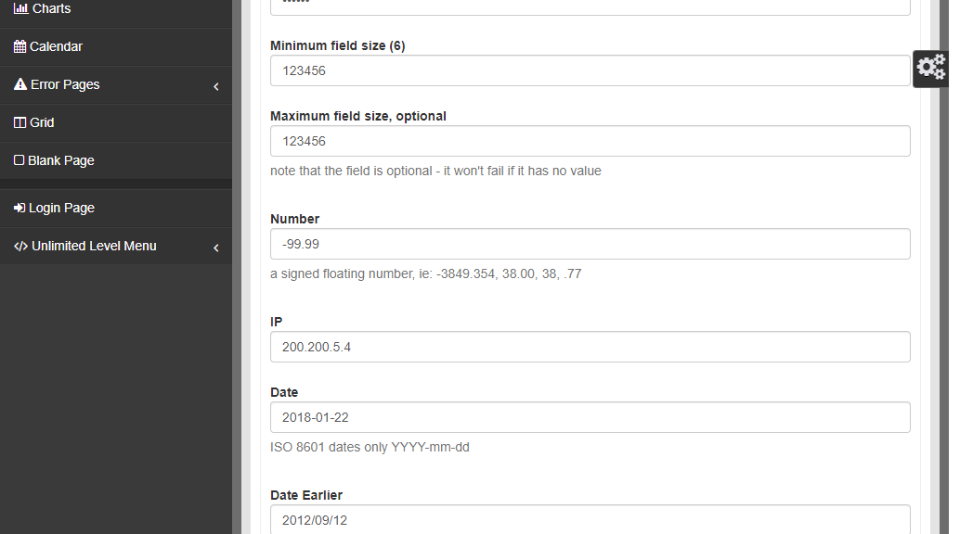 Charts
Calendar
Error Pages
Grid
Blank Page
Login Page
Unlimited Level Menu
Minimum field size (6)
123456
Maximum field size, optional
123456
note that the field is optional - it won't fail if it has no value
Number
-99.99
a signed floating number, ie: -3849.354, 38.00, 38, .77
IP
200.200.5.4
Date
2018-01-22
ISO 8601 dates only YYYY-mm-dd
Date Earlier
2012/09/12